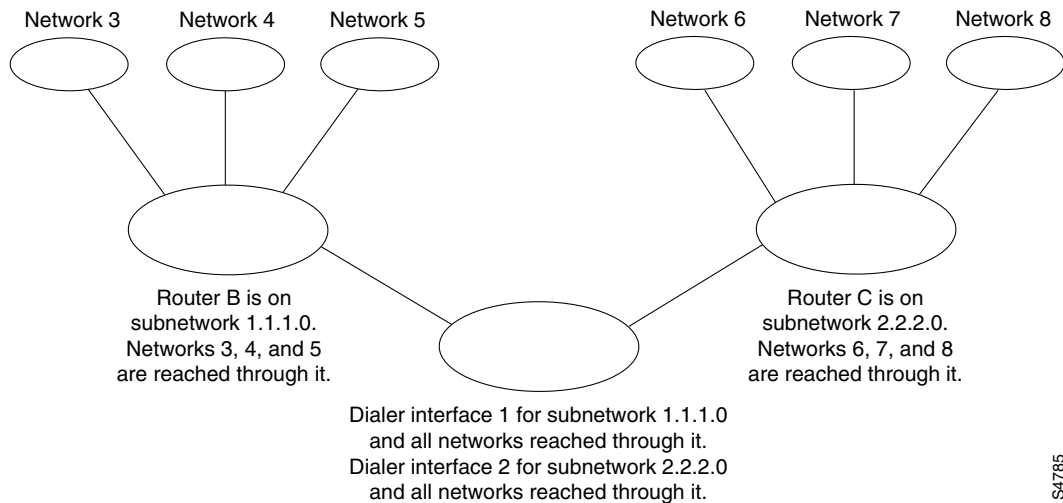 Network 3
Network 4
Network 5
Network 6
Network 7
Network 8
Router B is on
subnetwork 1.1.1.0.
Networks 3, 4, and 5
are reached through it.
Router C is on
subnetwork 2.2.2.0.
Networks 6, 7, and 8
are reached through it.
Dialer interface 1 for subnetwork 1.1.1.0
and all networks reached through it.
Dialer interface 2 for subnetwork 2.2.2.0
and all networks reached through it.
S4785